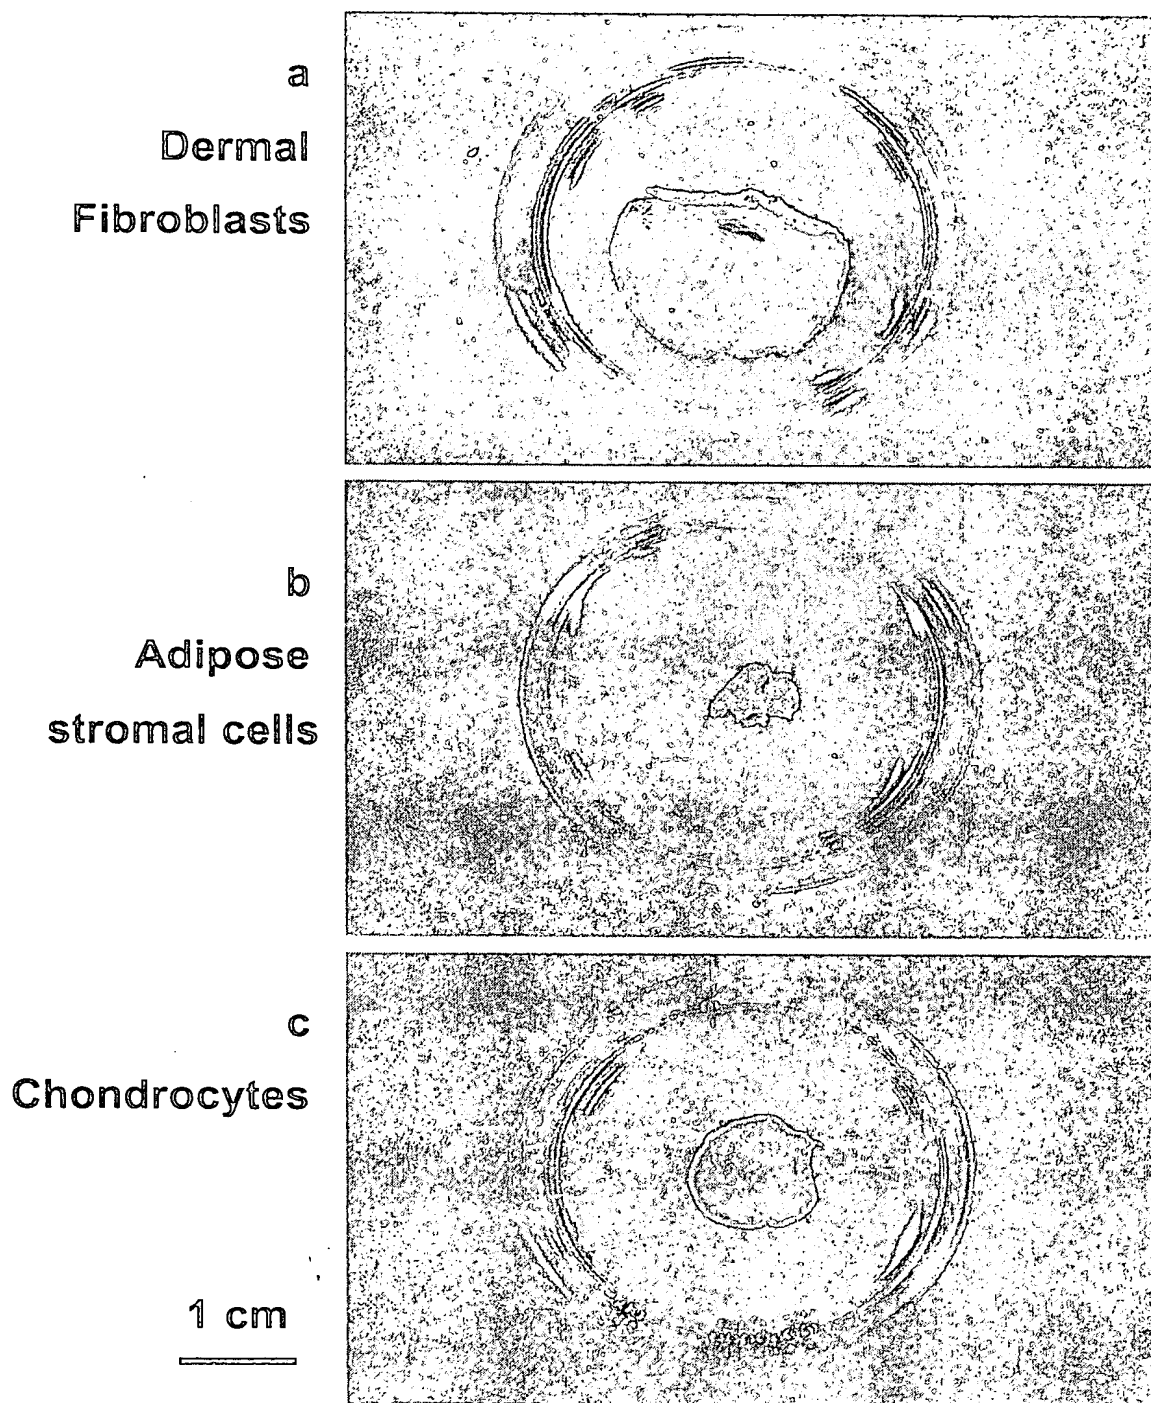 a
Dermal
Fibroblasts
b
Adipose
stromal cells
c
Chondrocytes
1 cm